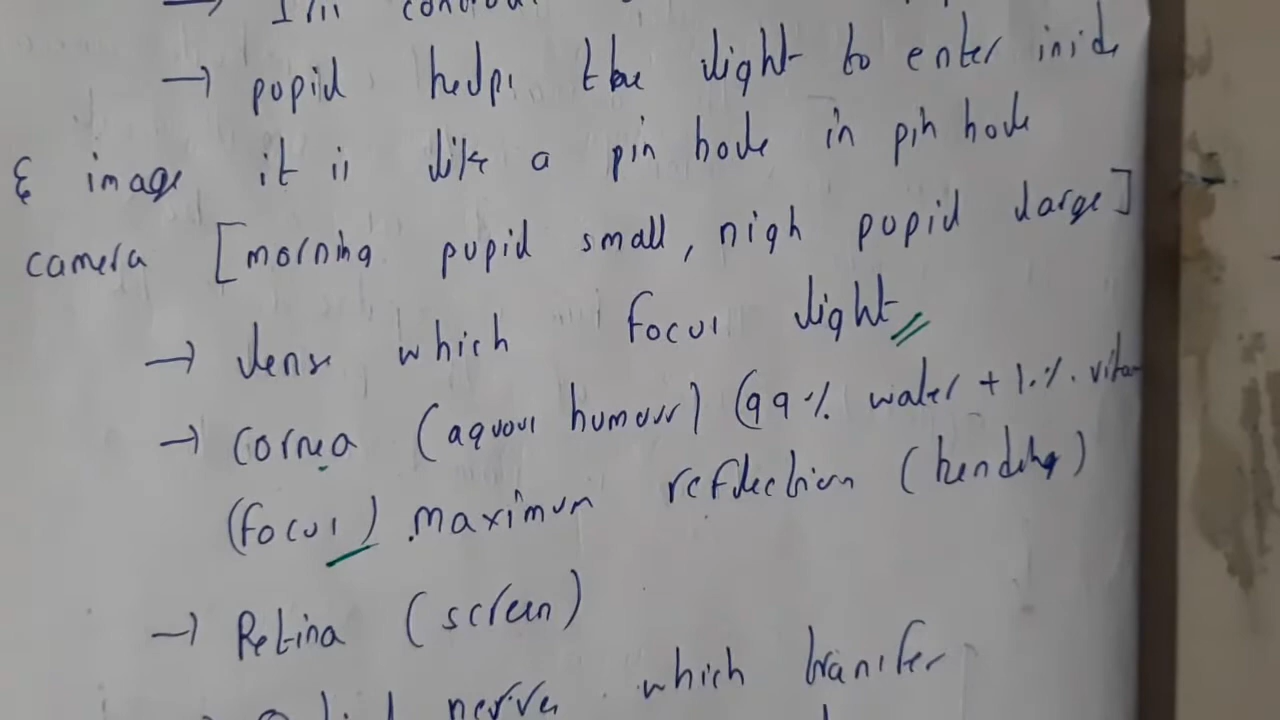 → pupil helps the light to enter inside
& image it is like a pin hole in pin hole
camera [morning pupil small, nigh pupil large]
→ lense which focus light
→ cornea (aquous humour) (99% water + 1.%. vitam
(focus) maximum reflection (bending)
→ Retina (screen)
nerve which transfer